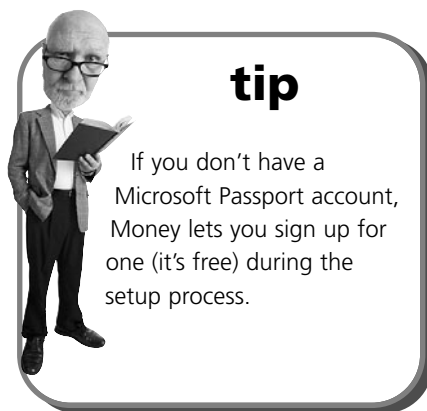 tip
If you don’t have a
Microsoft Passport account,
Money lets you sign up for
one (it’s free) during the
setup process.